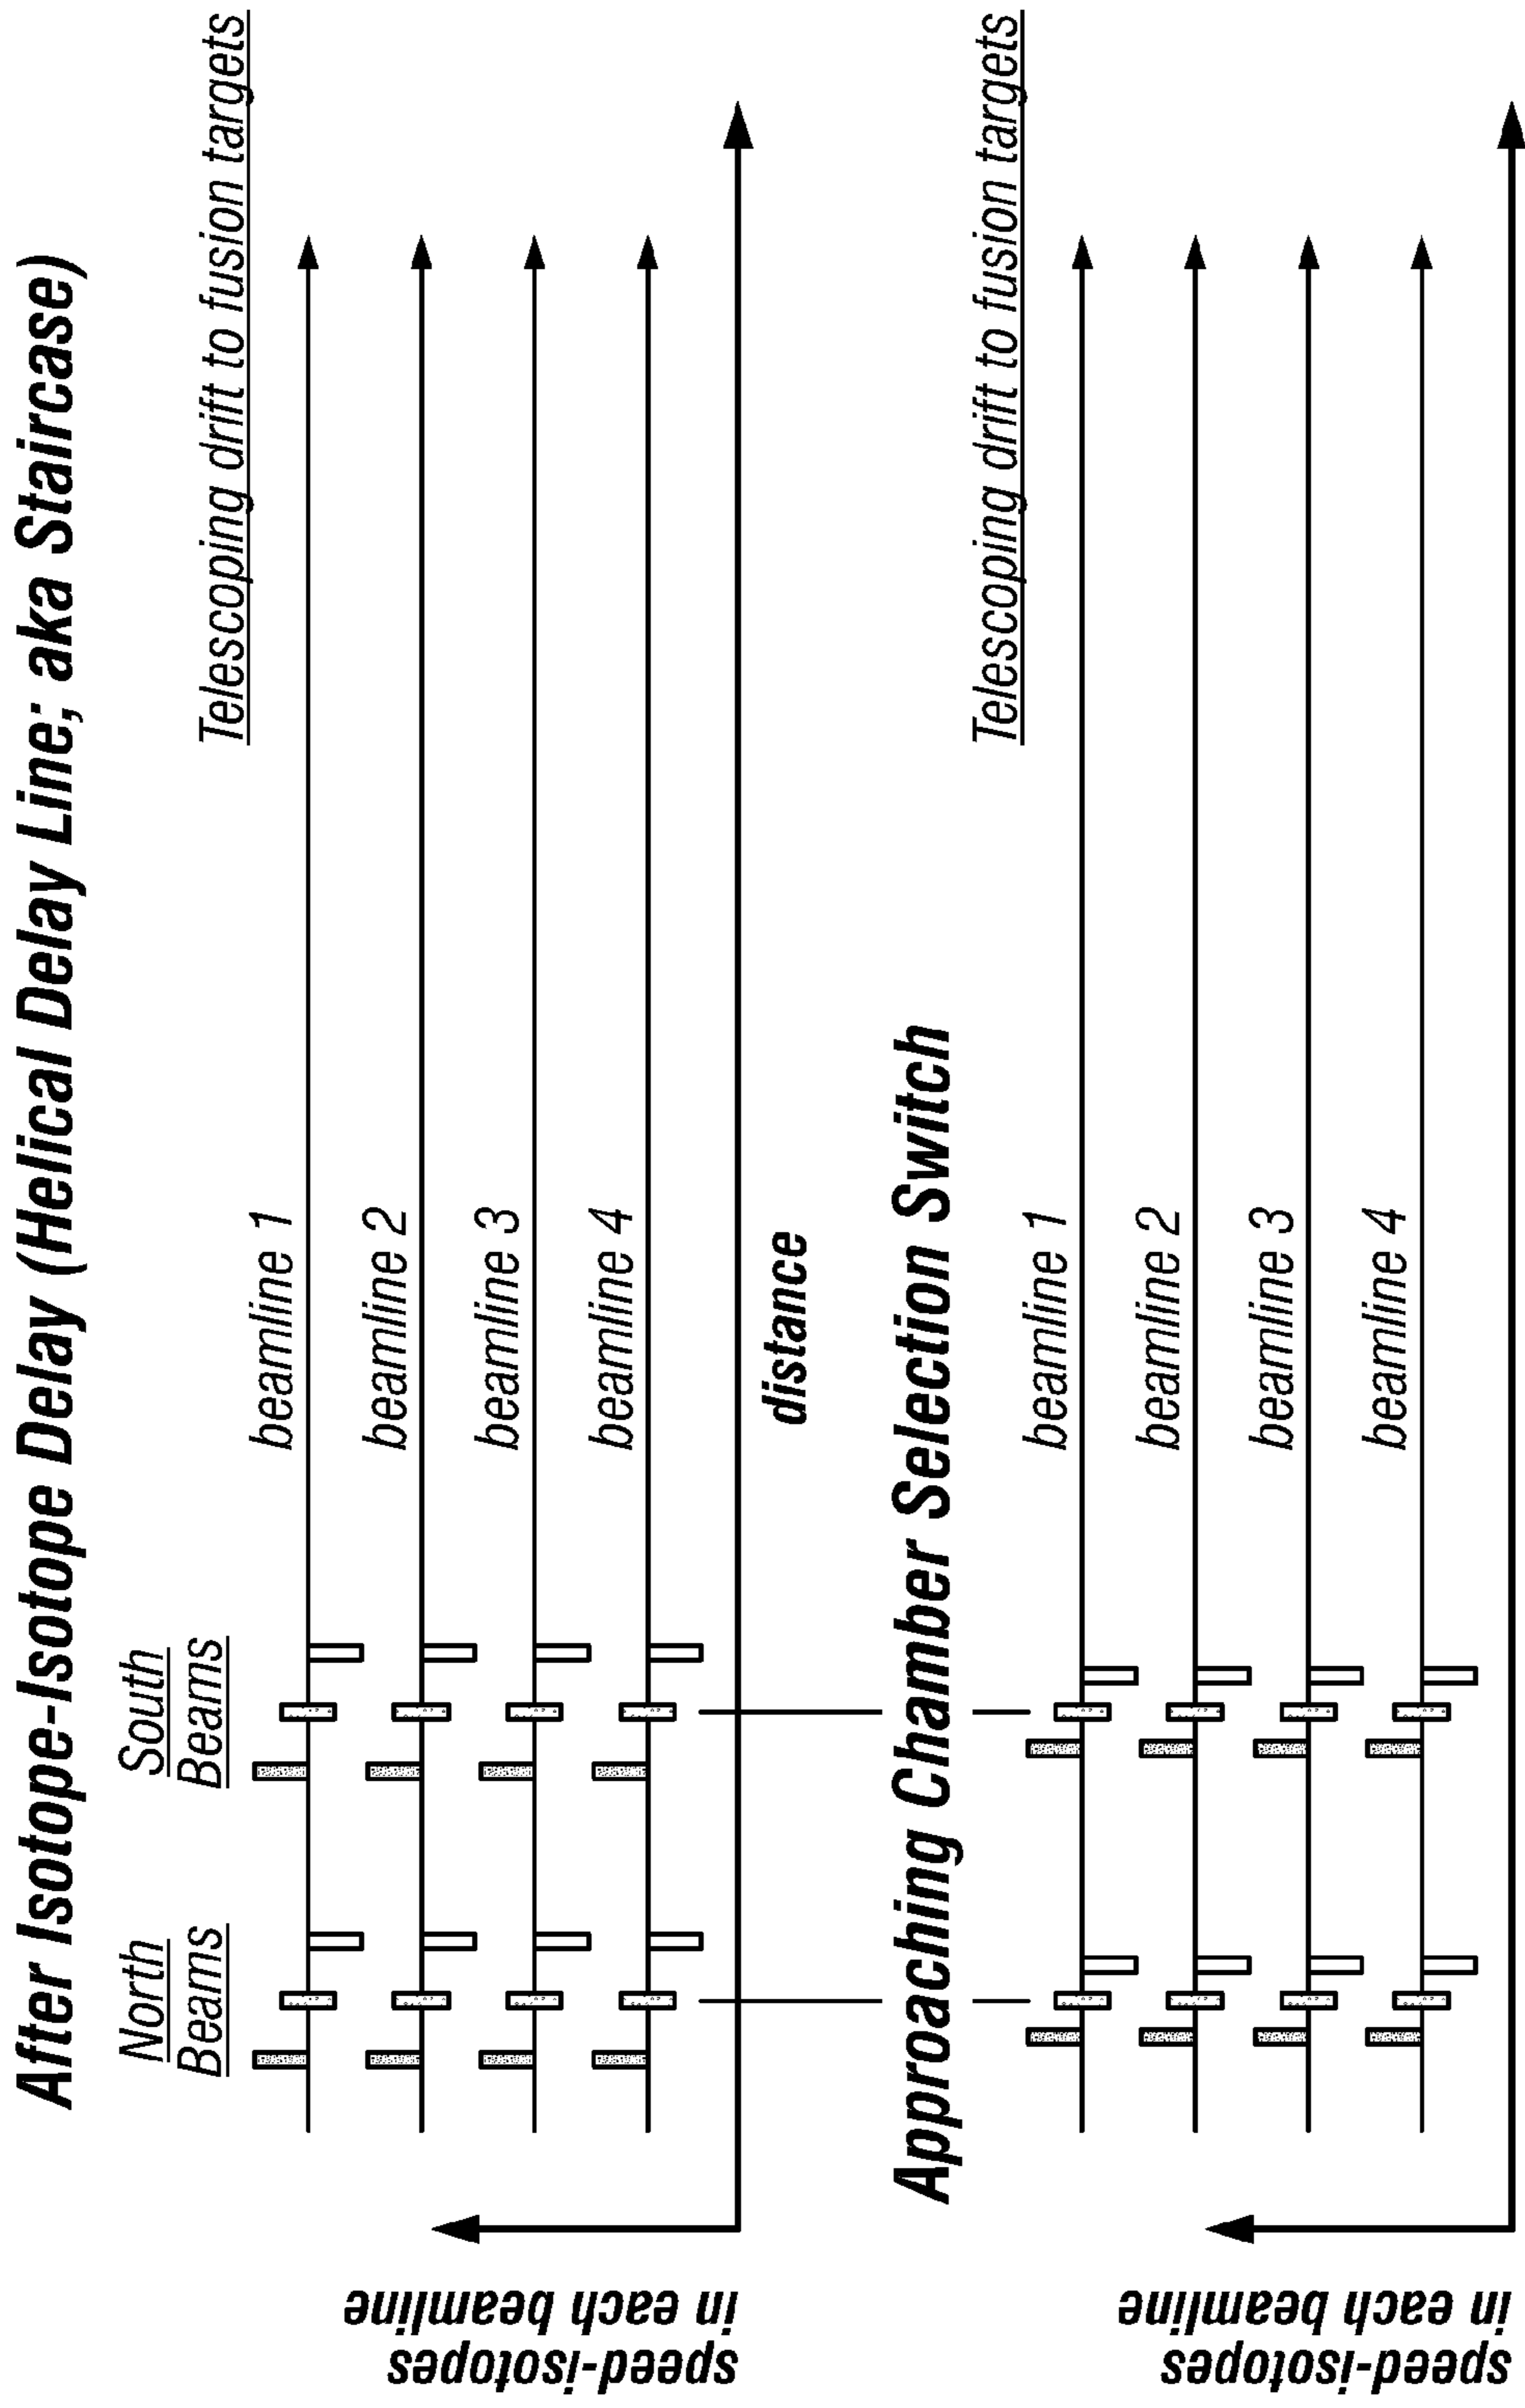 After Isotope-Isotope Delay (Helical Delay Line; aka Staircase)
North
Beams
South
Beams
Telescoping drift to fusion targets
beamline 1
beamline 2
beamline 3
beamline 4
speed-isotopes
in each beamline
distance
Approaching Chamber Selection Switch
Telescoping drift to fusion targets
beamline 1
beamline 2
beamline 3
beamline 4
speed-isotopes
in each beamline